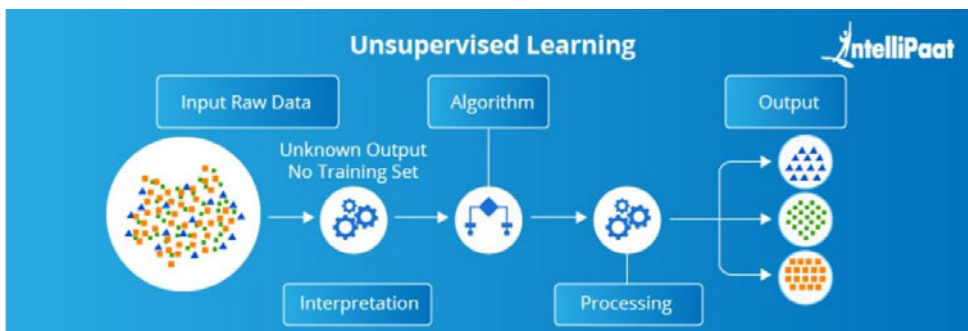 Unsupervised Learning
IntelliPaat
Input Raw Data
Algorithm
Output
Unknown Output
No Training Set
Interpretation
Processing